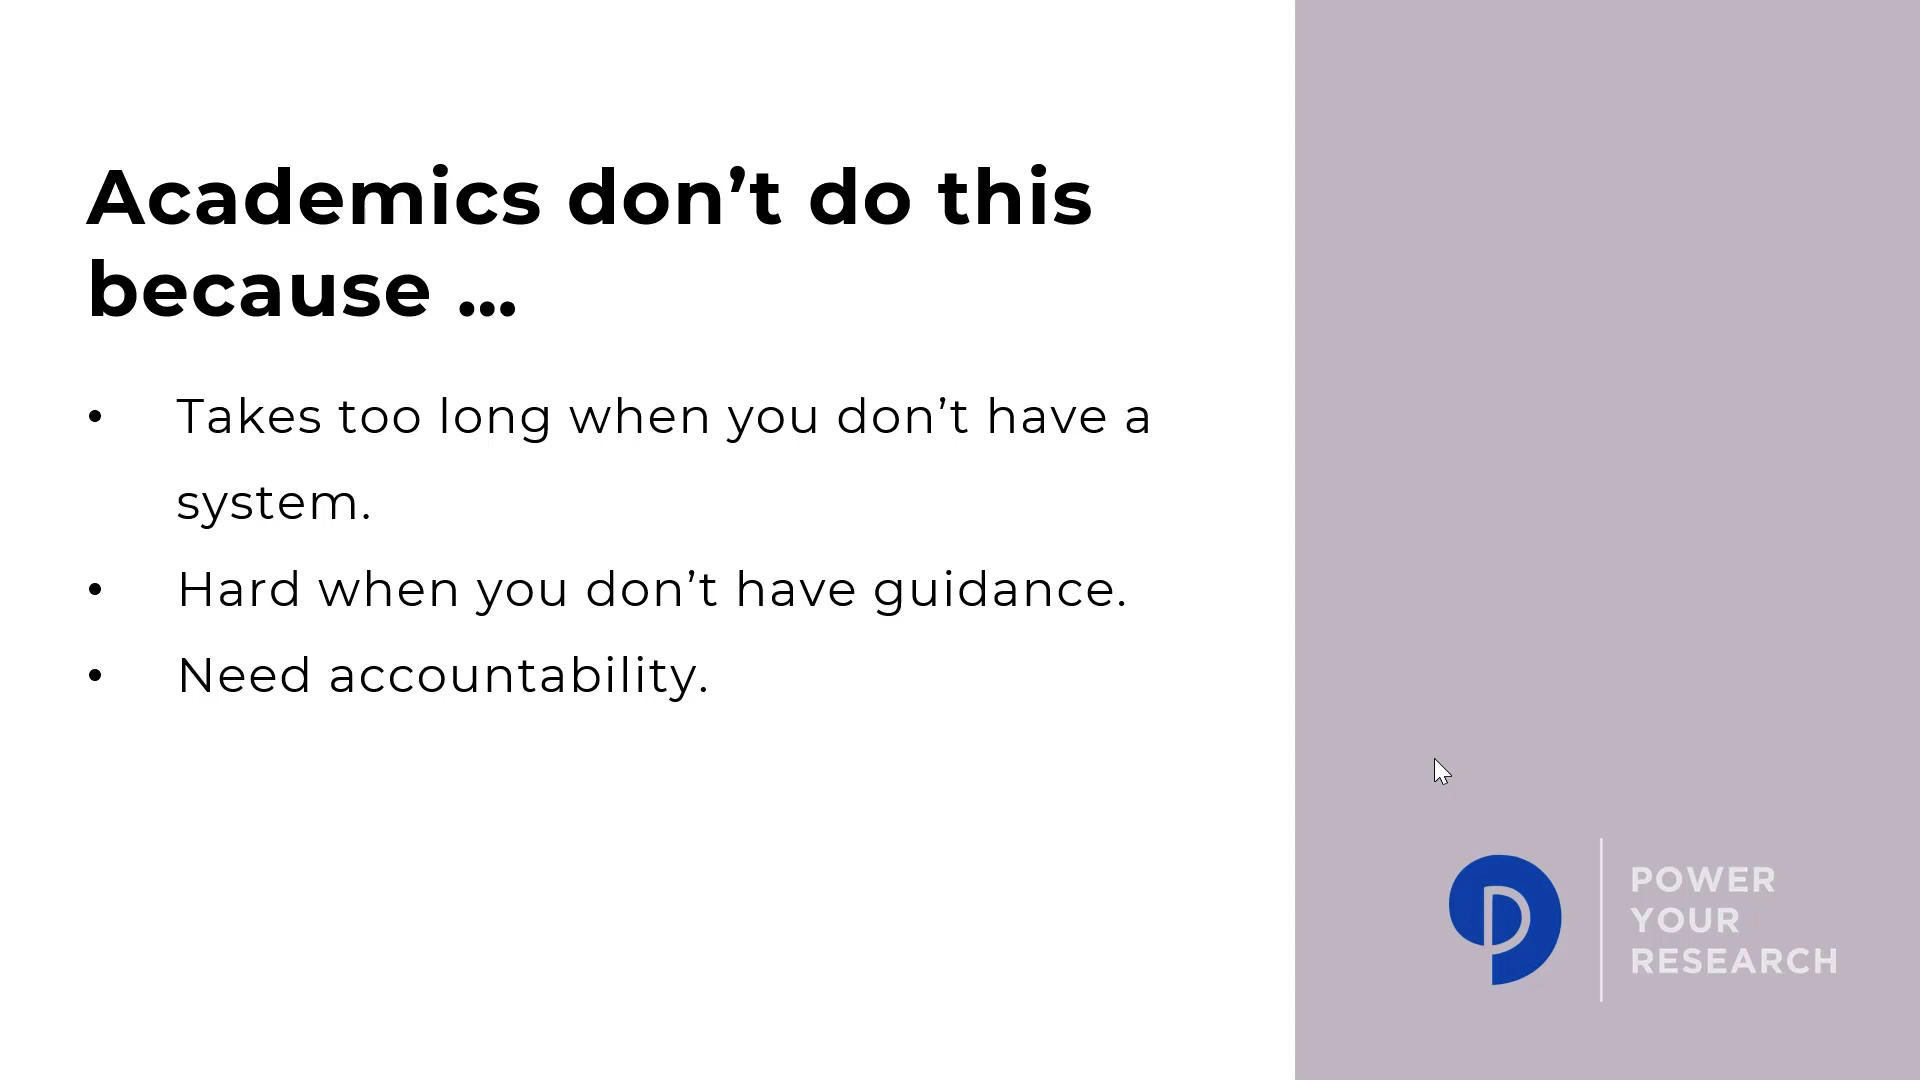 Academics don’t do this
because ...
• Takes too long when you don’t have a
system.
• Hard when you don’t have guidance.
• Need accountability.
POWER
YOUR
RESEARCH